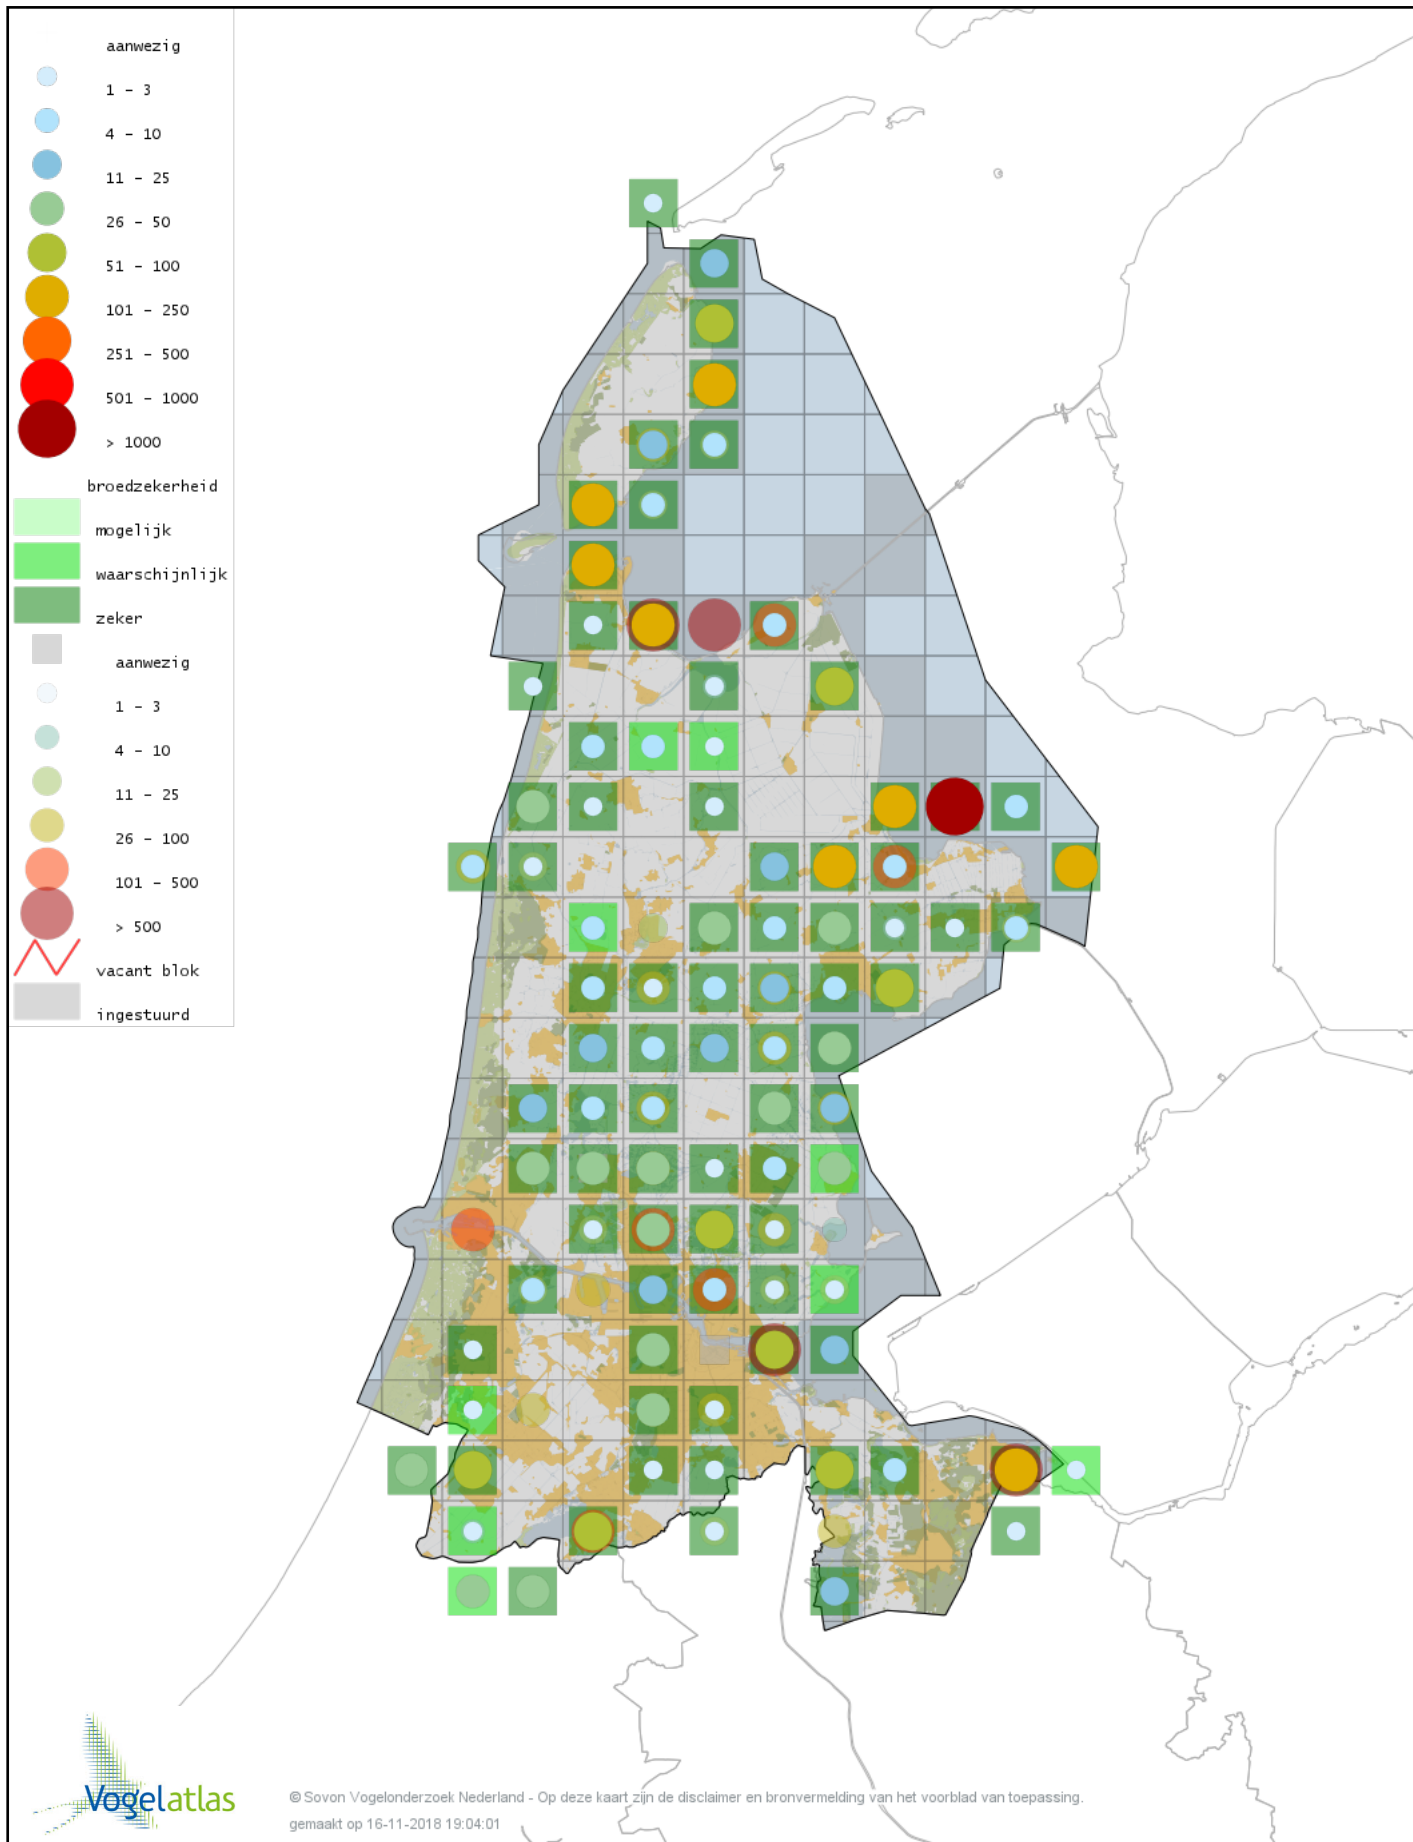 aanwezig
1 - 3
4 - 10
11 - 25
26 - 50
51 - 100
101 - 250
251 - 500
501 - 1000
> 1000
broedzekerheid
mogelijk
waarschijnlijk
zeker
aanwezig
1 - 3
4 - 10
11 - 25
26 - 100
101 - 500
> 500
vacant blok
ingestuurd
Vogelatlas
© Sovon Vogelonderzoek Nederland - Op deze kaart zijn de disclaimer en bronvermelding van het voorblad van toepassing.
gemaakt op 16-11-2018 19:04:01